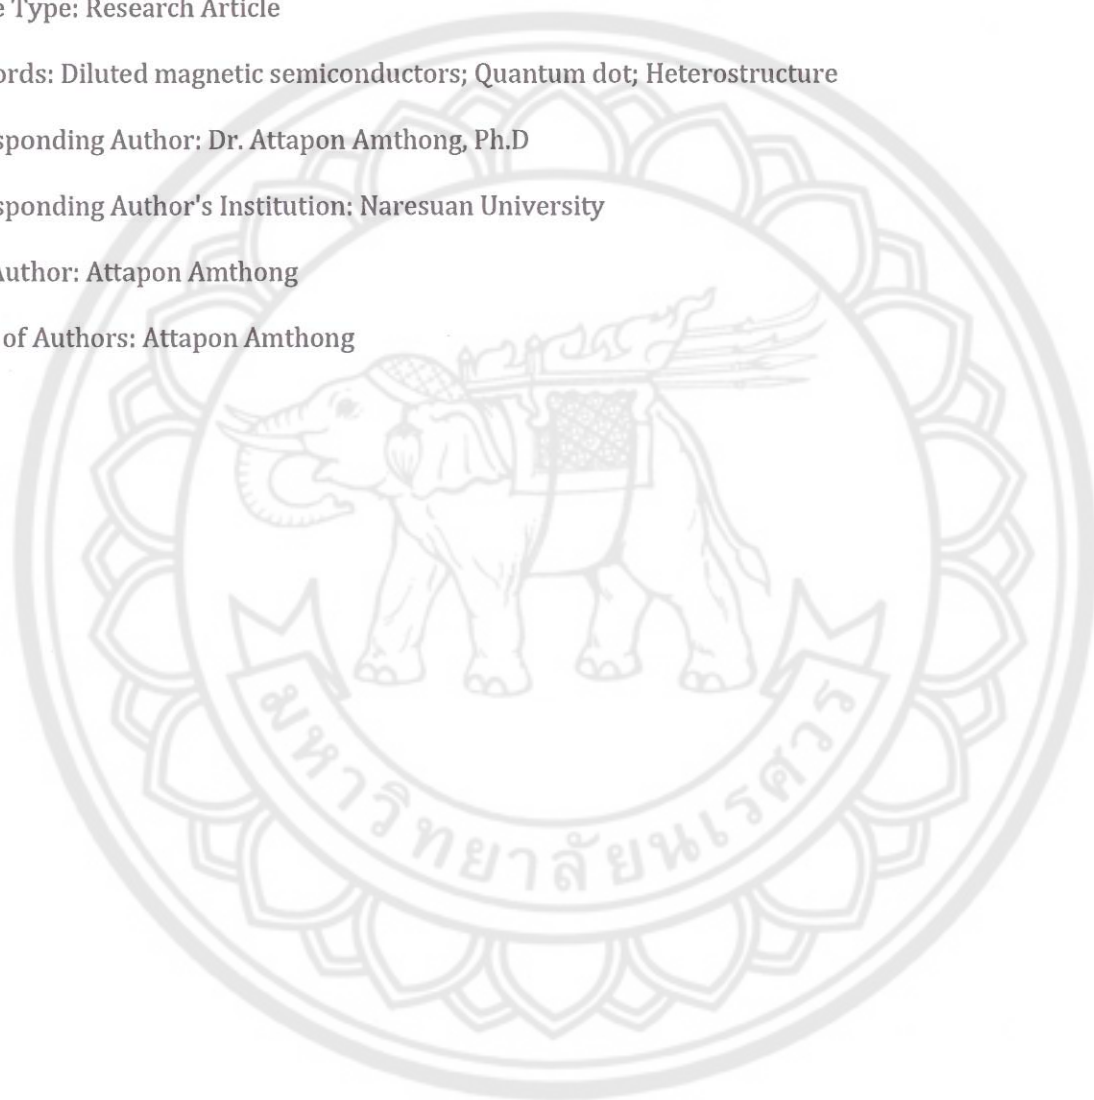 e Type: Research Article
ords: Diluted magnetic semiconductors; Quantum dot; Heterostructure
sponding Author: Dr. Attapon Amthong, Ph.D
sponding Author's Institution: Naresuan University
Author: Attapon Amthong
of Authors: Attapon Amthong
มหาวิทยาลัยนเรศวร